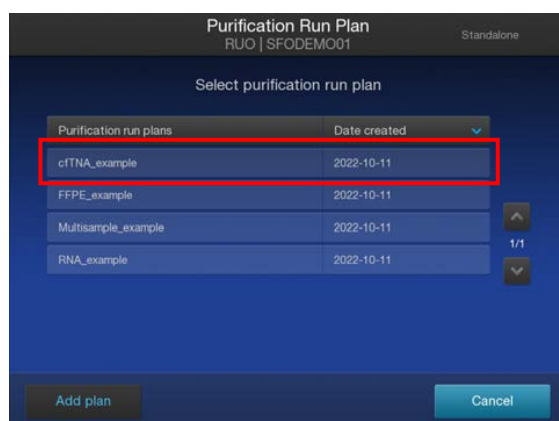 Purification Run Plan
RUO | SFODEMO01
Standalone
Select purification run plan
Purification run plans Date created
cfTNA_example 2022-10-11
FFPE_example 2022-10-11
Multisample_example 2022-10-11
1/1
RNA_example 2022-10-11
Add plan Cancel